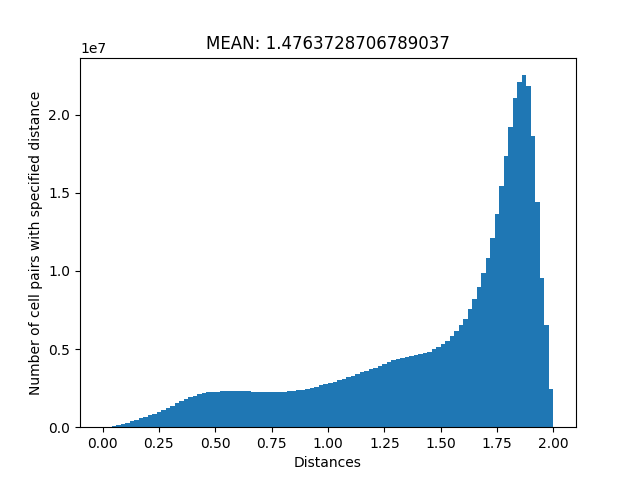 MEAN: 1.4763728706789037
1e7
2.0
1.5
1.0
0.5
0.0
Number of cell pairs with specified distance
0.00 0.25 0.50 0.75 1.00 1.25 1.50 1.75 2.00
Distances